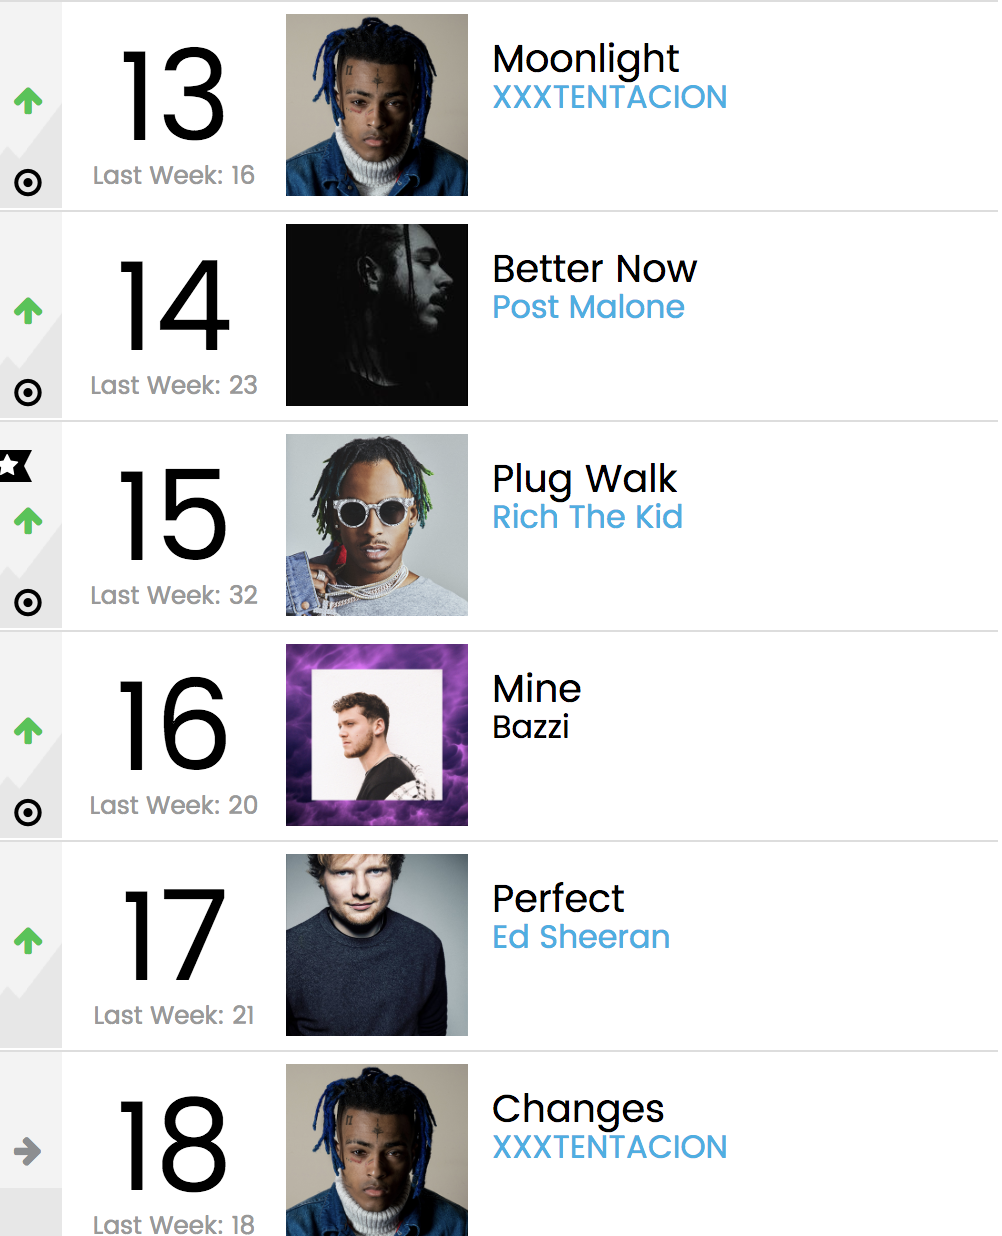 13
Last Week: 16
Moonlight
XXXTENTACION
14
Last Week: 23
Better Now
Post Malone
15
Last Week: 32
Plug Walk
Rich The Kid
16
Last Week: 20
Mine
Bazzi
17
Last Week: 21
Perfect
Ed Sheeran
18
Last Week: 18
Changes
XXXTENTACION